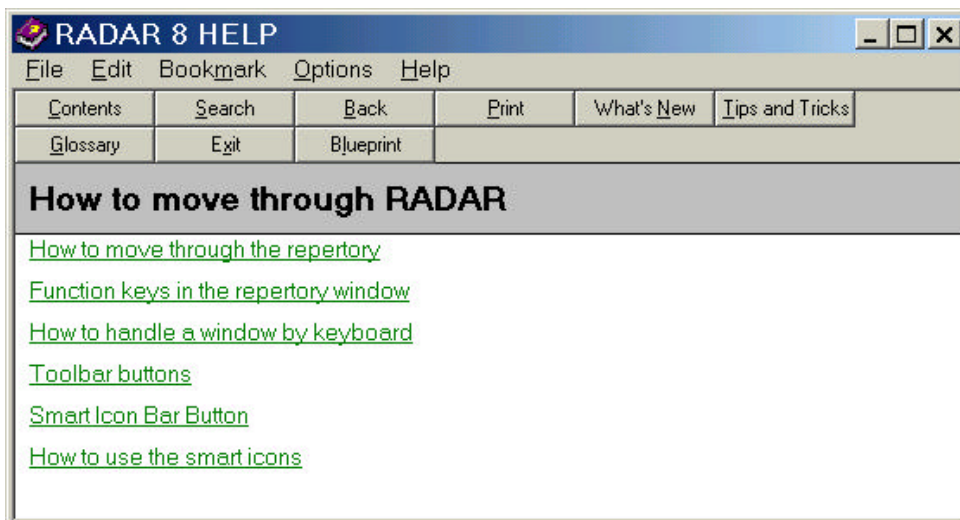 RADAR 8 HELP
File Edit Bookmark Options Help
Contents Search Back Print What's New Tips and Tricks
Glossary Exit Blueprint
How to move through RADAR
How to move through the repertory
Function keys in the repertory window
How to handle a window by keyboard
Toolbar buttons
Smart Icon Bar Button
How to use the smart icons